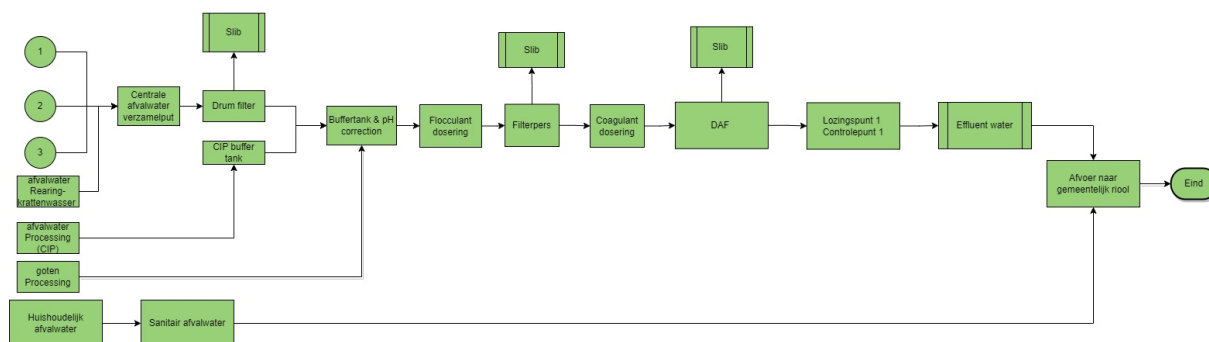 1
2
3
afvalwater
Rearing-
krattenwasser
afvalwater
Processing
(CIP)
goten
Processing
Huishoudelijk
afvalwater
Sanitair afvalwater
Centrale
afvalwater
verzamelput
Slib
Drum filter
CIP buffer
tank
Buffertank & pH
correction
Flocculant
dosering
Slib
Filterpers
Coagulant
dosering
Slib
DAF
Lozingspunt 1
Controlepunt 1
Effluent water
Afvoer naar
gemeentelijk riool
Eind